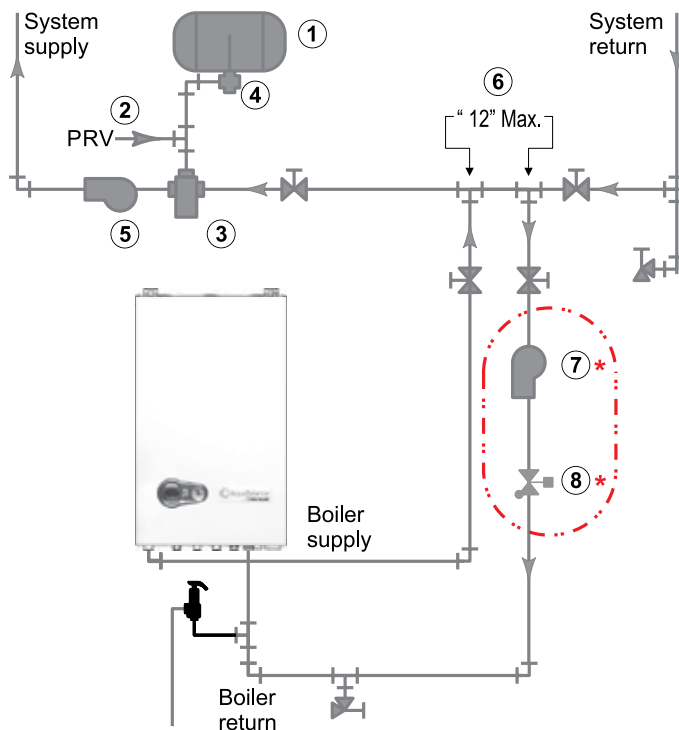 System
supply
System
return
1
2
PRV
4
6
“ 12” Max.
5
3
7 *
8 *
Boiler
supply
Boiler
return